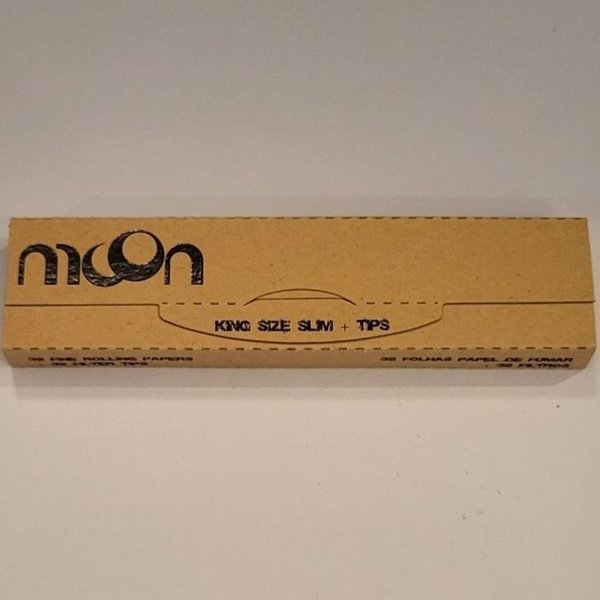 moon
KING SIZE SLIM + TIPS
32 FINE ROLLING PAPERS
+ 32 FILTER TIPS
32 FOLHAS PAPEL DE FUMAR
+ 32 FILTROS